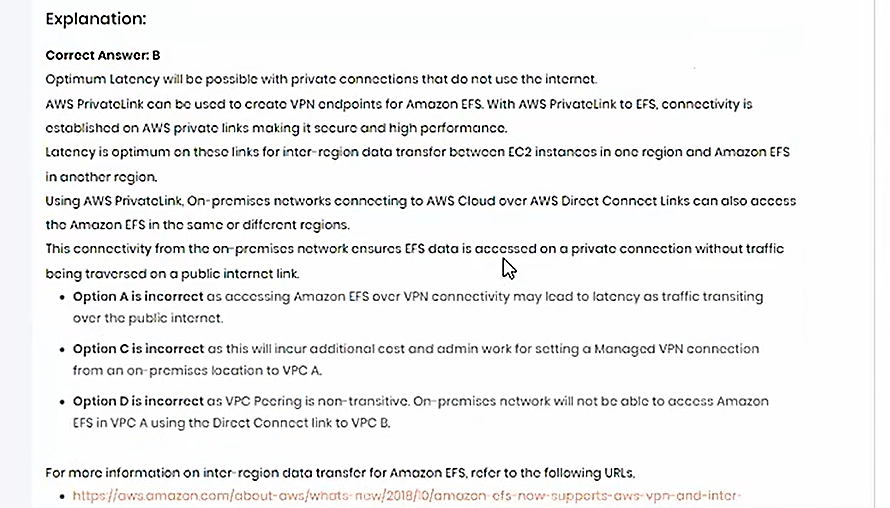 Explanation:
Correct Answer: B
Optimum Latency will be possible with private connections that do not use the internet.
AWS PrivateLink can be used to create VPN endpoints for Amazon EFS. With AWS PrivateLink to EFS, connectivity is
established on AWS private links making it secure and high performance.
Latency is optimum on these links for inter-region data transfer between EC2 instances in one region and Amazon EFS
in another region.
Using AWS PrivateLink, On-premises networks connecting to AWS Cloud over AWS Direct Connect Links can also access
the Amazon EFS in the same or different regions.
This connectivity from the on-premises network ensures EFS data is accessed on a private connection without traffic
being traversed on a public internet link.
• Option A is incorrect as accessing Amazon EFS over VPN connectivity may lead to latency as traffic transiting
over the public internet.
• Option C is incorrect as this will incur additional cost and admin work for setting a Managed VPN connection
from an on-premises location to VPC A.
• Option D is incorrect as VPC Peering is non-transitive. On-premises network will not be able to access Amazon
EFS in VPC A using the Direct Connect link to VPC B.
For more information on inter-region data transfer for Amazon EFS, refer to the following URLs,
• https://aws.amazon.com/about-aws/whats-new/2018/10/amazon-efs-now-supports-aws-vpn-and-inter-